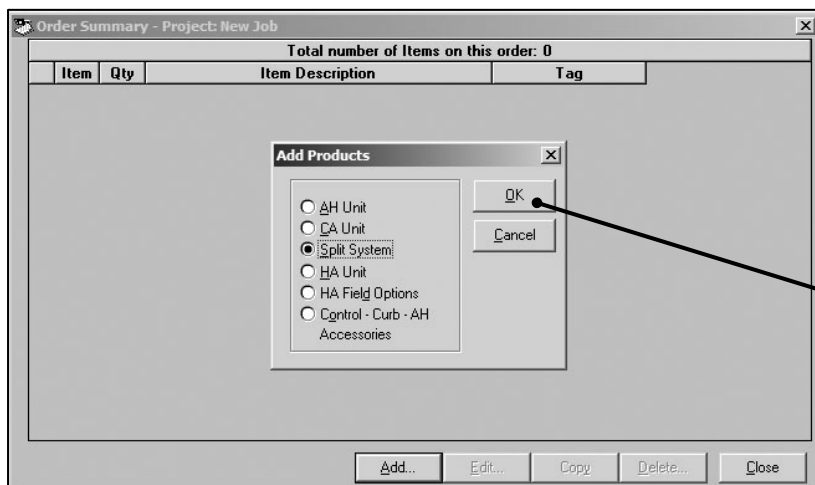 Order Summary - Project: New Job
Total number of Items on this order: 0
Item Qty Item Description Tag
Add Products
AH Unit
CA Unit
Split System
HA Unit
HA Field Options
Control - Curb - AH
Accessories
OK
Cancel
Add... Edit... Copy Delete... Close